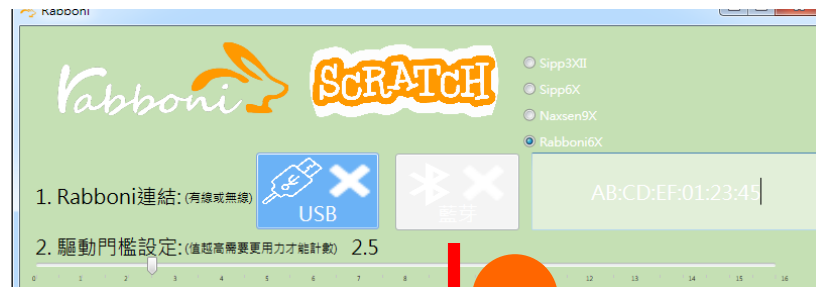 Rabboni
rabboni
SCRATCH
Sipp3XII
Sipp6X
Naxsen9X
Rabboni6X
1. Rabboni連結:(有線或無線)
USB
藍芽
AB:CD:EF:01:23:45
2. 驅動門檻設定:(值越高需要更用力才能計數) 2.5
0 1 2 3 4 5 6 7 8 12 13 14 15 16